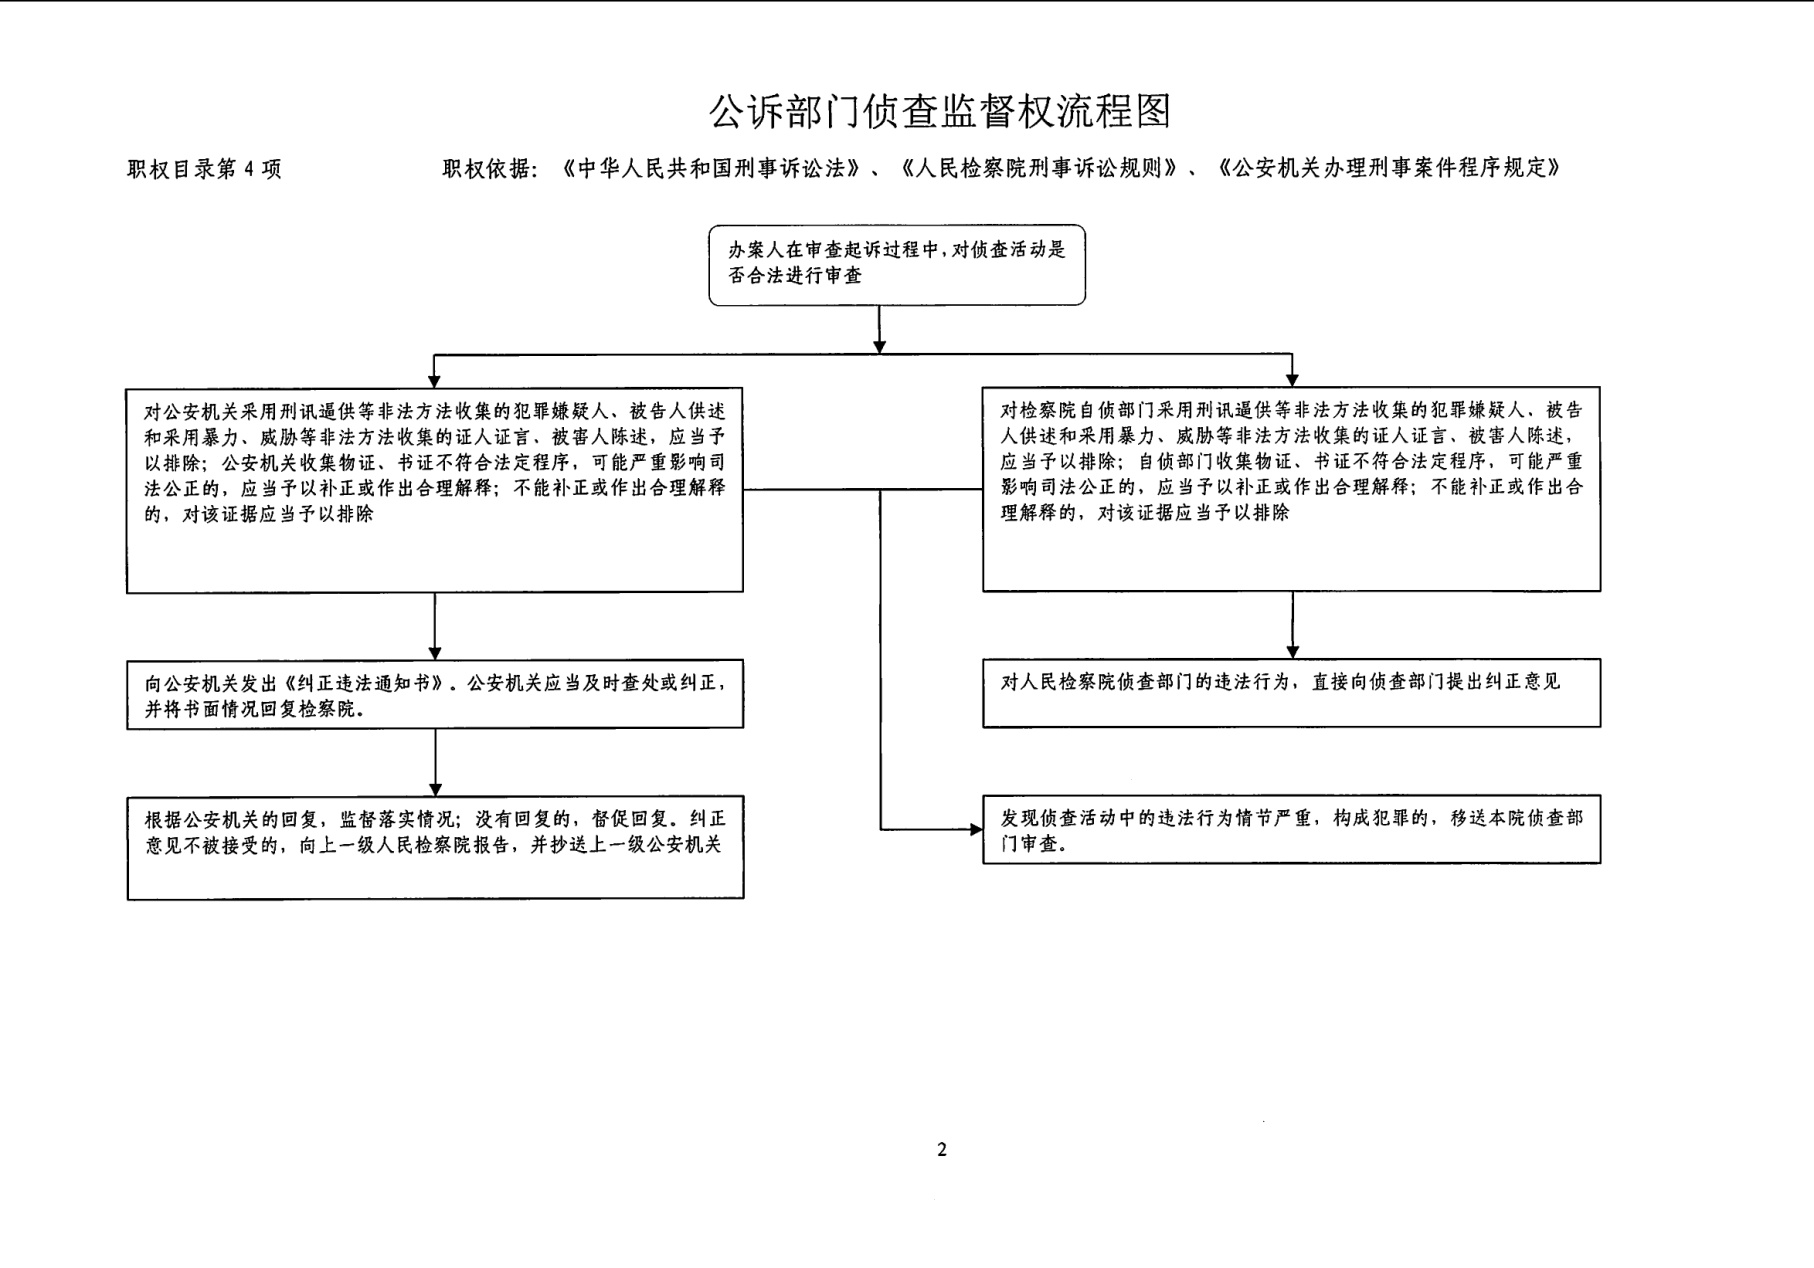 公诉部门侦查监督权流程图
职权目录第 4 项
职权依据：《中华人民共和国刑事诉讼法》、《人民检察院刑事诉讼规则》、《公安机关办理刑事案件程序规定》
办案人在审查起诉过程中，对侦查活动是
否合法进行审查
对公安机关采用刑讯逼供等非法方法收集的犯罪嫌疑人、被告人供述
和采用暴力、威胁等非法方法收集的证人证言、被害人陈述，应当予
以排除；公安机关收集物证、书证不符合法定程序，可能严重影响司
法公正的，应当予以补正或作出合理解释；不能补正或作出合理解释
的，对该证据应当予以排除
对检察院自侦部门采用刑讯逼供等非法方法收集的犯罪嫌疑人、被告
人供述和采用暴力、威胁等非法方法收集的证人证言、被害人陈述，
应当予以排除；自侦部门收集物证、书证不符合法定程序，可能严重
影响司法公正的，应当予以补正或作出合理解释；不能补正或作出合
理解释的，对该证据应当予以排除
向公安机关发出《纠正违法通知书》。公安机关应当及时查处或纠正，
并将书面情况回复检察院。
对人民检察院侦查部门的违法行为，直接向侦查部门提出纠正意见
根据公安机关的回复，监督落实情况；没有回复的，督促回复。纠正
意见不被接受的，向上一级人民检察院报告，并抄送上一级公安机关
发现侦查活动中的违法行为情节严重，构成犯罪的，移送本院侦查部
门审查。
2